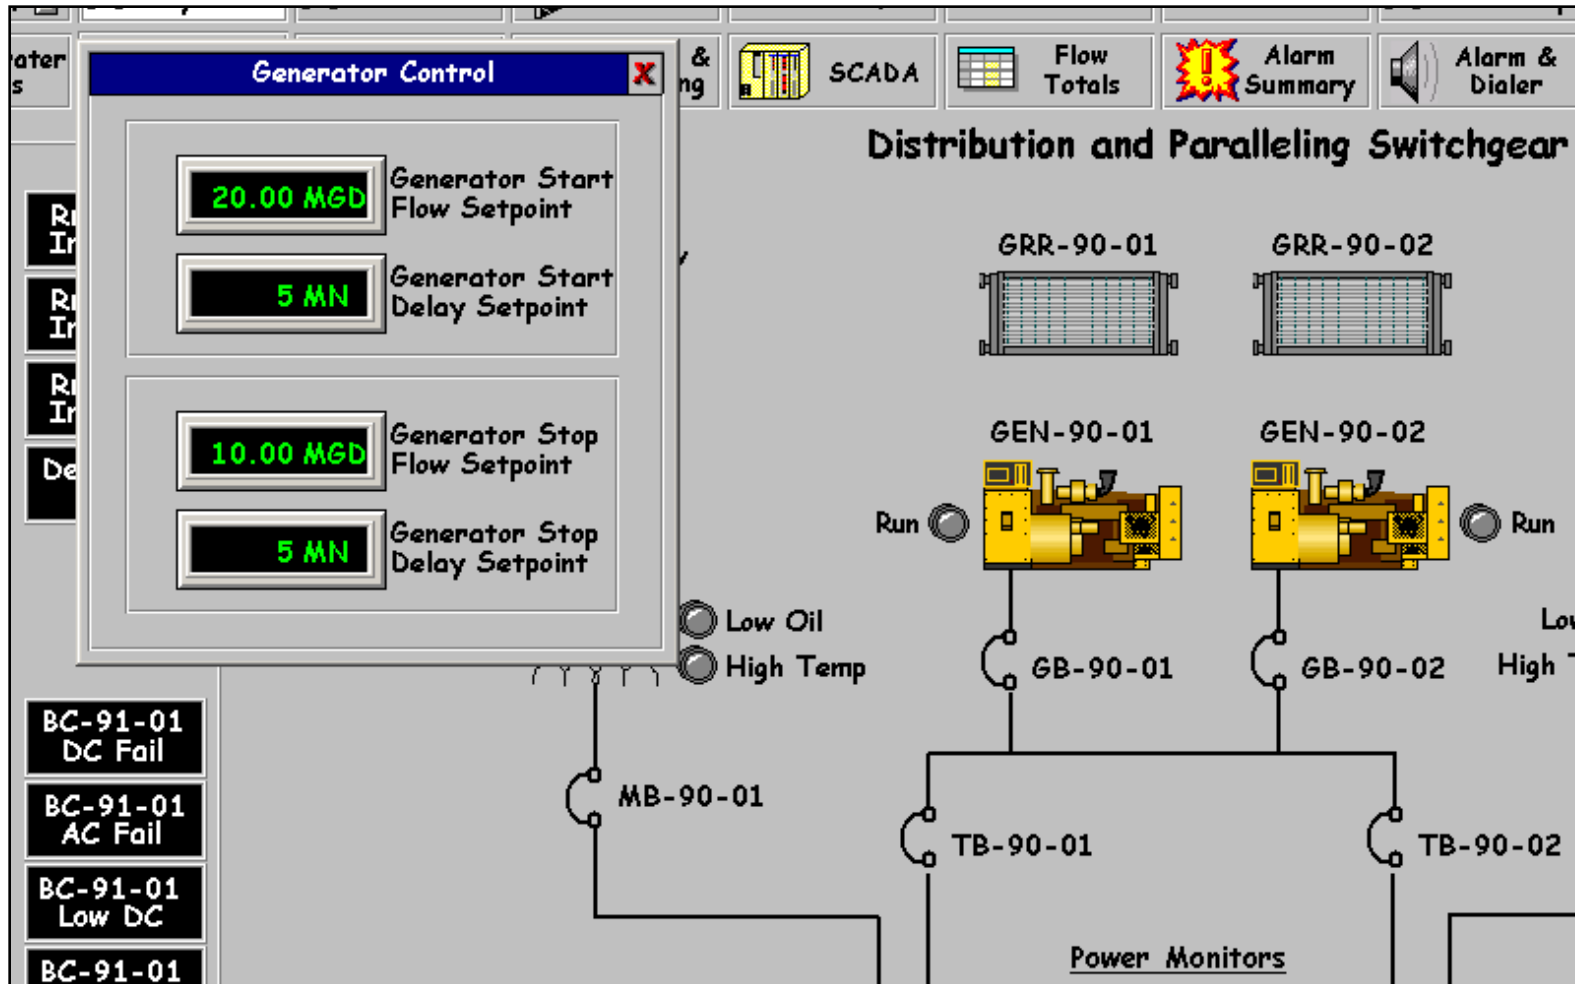 &
SCADA
Flow
Totals
Alarm
Summary
Alarm &
Dialer
Generator Control
Distribution and Paralleling Switchgear
20.00 MGD
Generator Start
Flow Setpoint
5 MN
Generator Start
Delay Setpoint
10.00 MGD
Generator Stop
Flow Setpoint
5 MN
Generator Stop
Delay Setpoint
GRR-90-01
GRR-90-02
GEN-90-01
GEN-90-02
Run
Run
Low Oil
High Temp
GB-90-01
GB-90-02
High
MB-90-01
TB-90-01
TB-90-02
Power Monitors
BC-91-01
DC Fail
BC-91-01
AC Fail
BC-91-01
Low DC
BC-91-01